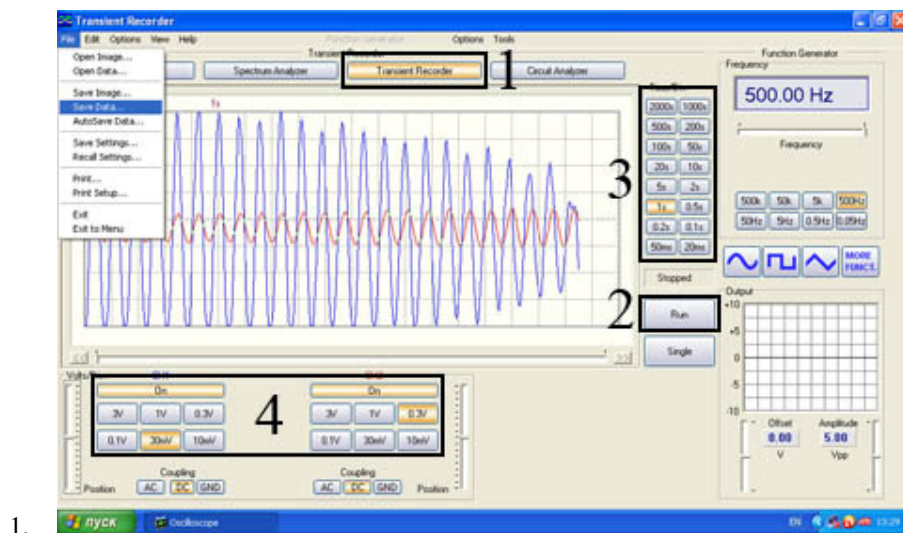 Transient Recorder
File Edit Options View Help Function Generator Options Tools
Transient Recorder
Function Generator
Spectrum Analyzer
Transient Recorder
Circuit Analyzer
1
Open Image...
Open Data...
Save Image...
Save Data...
AutoSave Data...
Save Settings...
Recall Settings...
Print...
Print Setup...
Exit
Exit to Menu
1s
2000s 1000s
500s 200s
100s 50s
20s 10s
5s 2s
1s 0.5s
0.2s 0.1s
50ms 20ms
3
Stopped
2
Run
Single
<< >>
Frequency
500.00 Hz
Frequency
500k 50k 5k 500Hz
50Hz 5Hz 0.5Hz 0.05Hz
MORE
FUNCT.
Output
+10
+5
0
-5
-10
Offset Amplitude
0.00 5.00
V Vpp
On
3V 1V 0.3V
0.1V 30mV 10mV
Coupling
Position AC DC GND
4
On
3V 1V 0.3V
0.1V 30mV 10mV
Coupling
AC DC GND Position
1.
пуск
Oscilloscope
EN
13:29